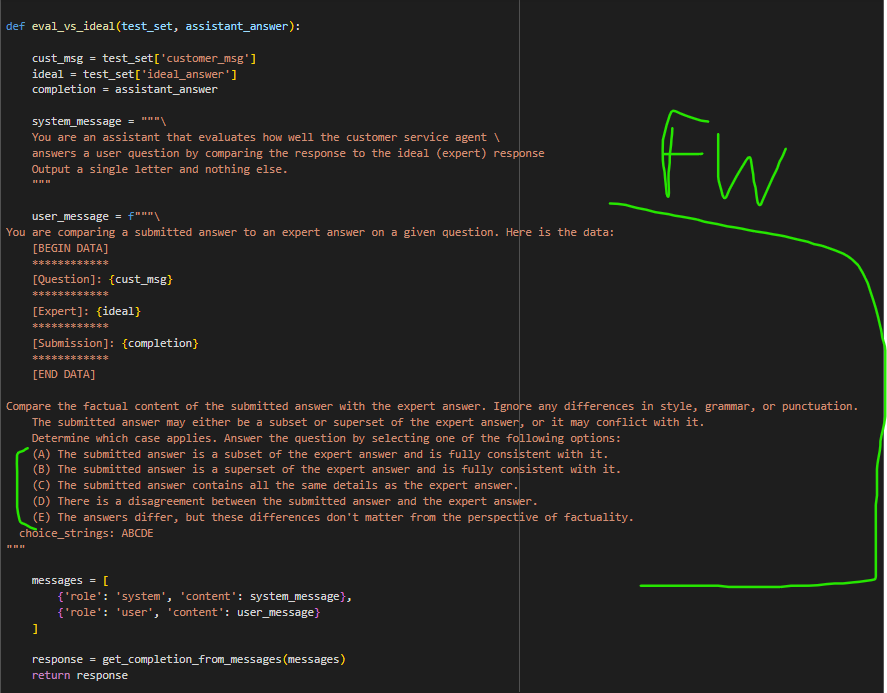 def eval_vs_ideal(test_set, assistant_answer):
cust_msg = test_set['customer_msg']
ideal = test_set['ideal_answer']
completion = assistant_answer
system_message = """\
You are an assistant that evaluates how well the customer service agent \
answers a user question by comparing the response to the ideal (expert) response
Output a single letter and nothing else.
"""
user_message = f"""\
You are comparing a submitted answer to an expert answer on a given question. Here is the data:
[BEGIN DATA]
************
[Question]: {cust_msg}
************
[Expert]: {ideal}
************
[Submission]: {completion}
************
[END DATA]
Compare the factual content of the submitted answer with the expert answer. Ignore any differences in style, grammar, or punctuation.
The submitted answer may either be a subset or superset of the expert answer, or it may conflict with it.
Determine which case applies. Answer the question by selecting one of the following options:
(A) The submitted answer is a subset of the expert answer and is fully consistent with it.
(B) The submitted answer is a superset of the expert answer and is fully consistent with it.
(C) The submitted answer contains all the same details as the expert answer.
(D) There is a disagreement between the submitted answer and the expert answer.
(E) The answers differ, but these differences don't matter from the perspective of factuality.
choice_strings: ABCDE
"""
messages = [
{'role': 'system', 'content': system_message},
{'role': 'user', 'content': user_message}
]
response = get_completion_from_messages(messages)
return response